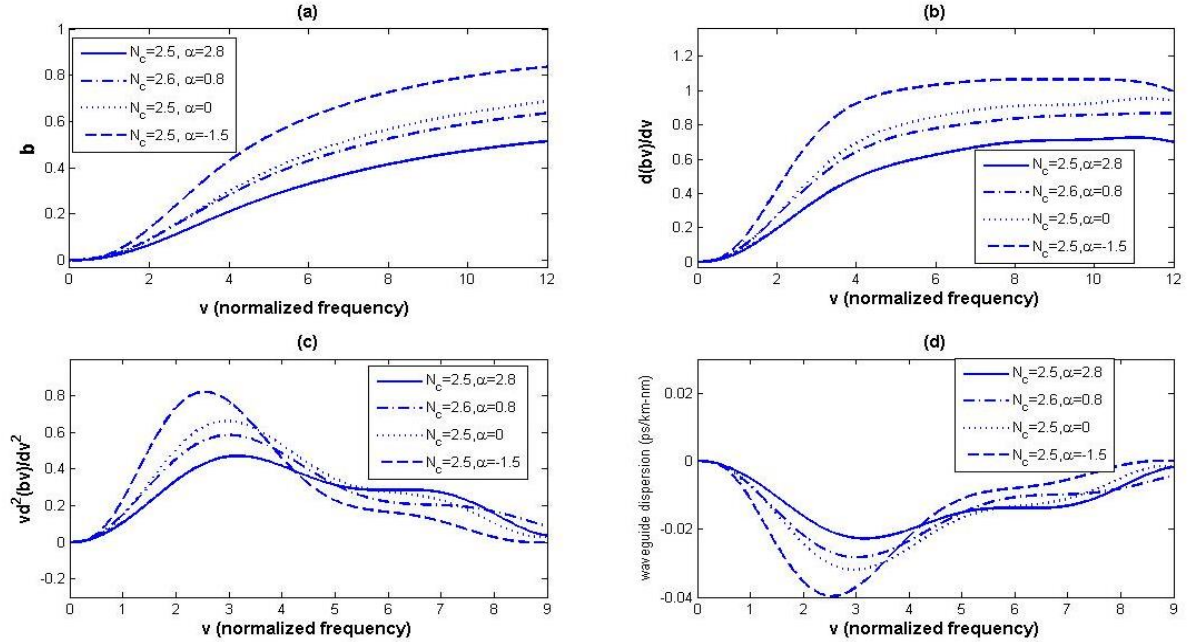 (a)
1
0.8
0.6
0.4
0.2
0
b
0 2 4 6 8 10 12
v (normalized frequency)
N_c=2.5, α=2.8
N_c=2.6, α=0.8
N_c=2.5, α=0
N_c=2.5, α=-1.5
(b)
1.2
1
0.8
0.6
0.4
0.2
0
d(bv)/dv
0 2 4 6 8 10 12
v (normalized frequency)
N_c=2.5,α=2.8
N_c=2.6,α=0.8
N_c=2.5,α=0
N_c=2.5,α=-1.5
(c)
0.8
0.6
0.4
0.2
0
-0.2
vd²(bv)/dv²
0 1 2 3 4 5 6 7 8 9
v (normalized frequency)
N_c=2.5,α=2.8
N_c=2.6,α=0.8
N_c=2.5,α=0
N_c=2.5,α=-1.5
(d)
0.02
0
-0.02
-0.04
waveguide dispersion (ps/km-nm)
0 1 2 3 4 5 6 7 8 9
v (normalized frequency)
N_c=2.5,α=2.8
N_c=2.6,α=0.8
N_c=2.5,α=0
N_c=2.5,α=-1.5